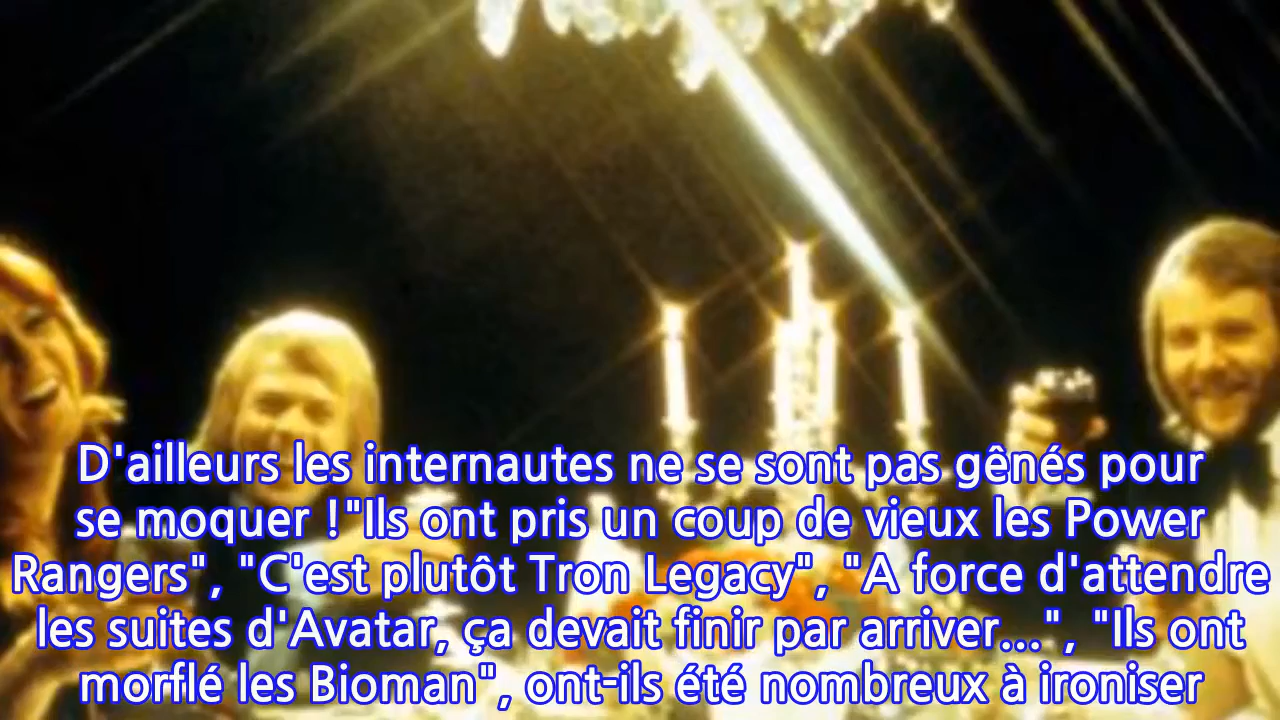 D'ailleurs les internautes ne se sont pas gênés pour
se moquer !"Ils ont pris un coup de vieux les Power
Rangers", "C'est plutôt Tron Legacy", "A force d'attendre
les suites d'Avatar, ça devait finir par arriver...", "Ils ont
morflé les Bioman", ont-ils été nombreux à ironiser